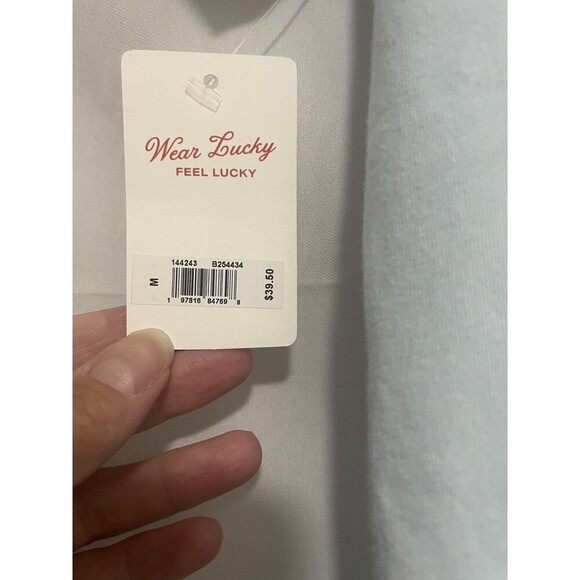 Wear Lucky
FEEL LUCKY
144243 B254434
M
1 97816 84769 8
$39.50